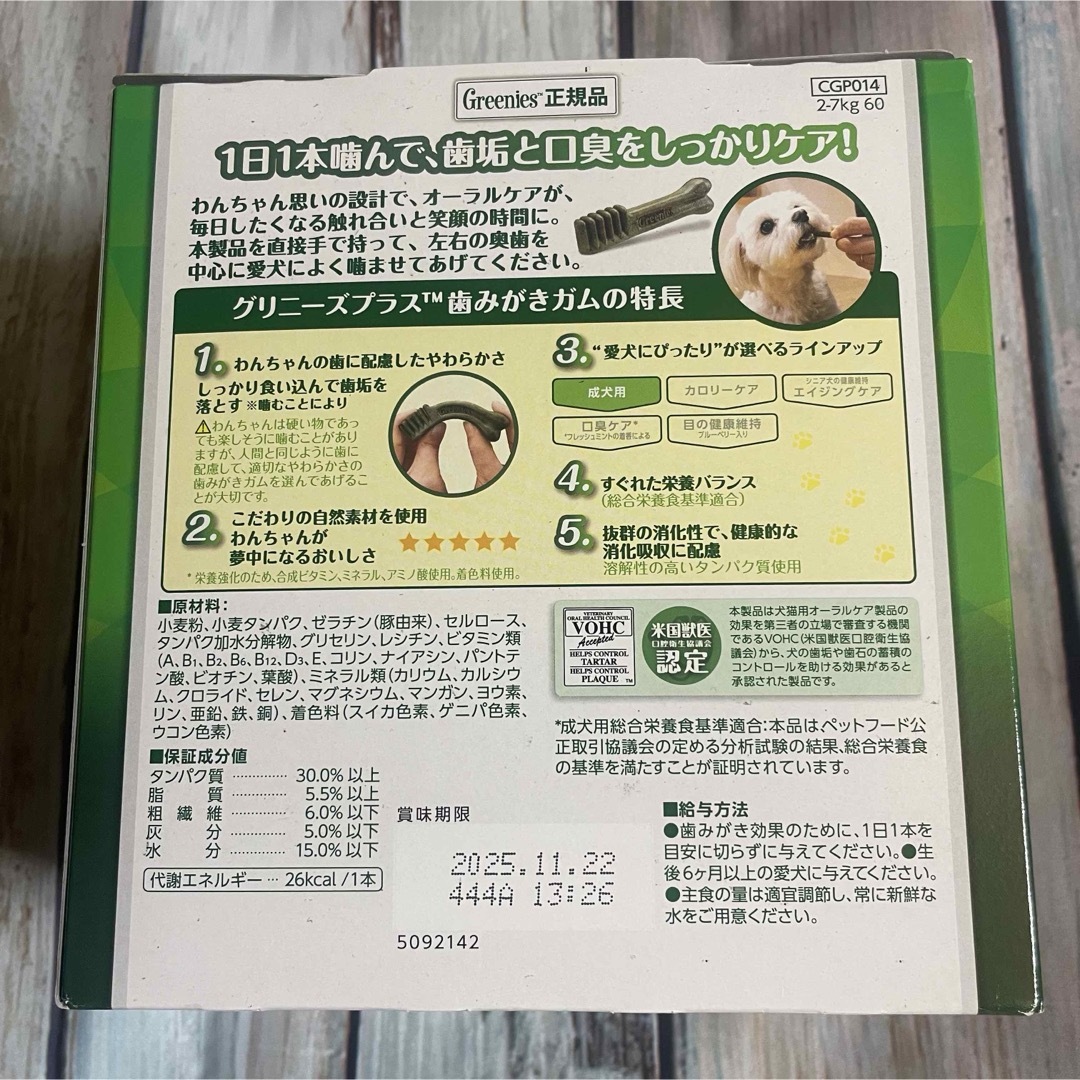 Greenies™ 正規品
CGP014
2-7kg 60
1日1本噛んで、歯垢と口臭をしっかりケア!
わんちゃん思いの設計で、オーラルケアが、
毎日したくなる触れ合いと笑顔の時間に。
本製品を直接手で持って、左右の奥歯を
中心に愛犬によく噛ませてあげてください。
Greenies
グリニーズプラス™歯みがきガムの特長
1. わんちゃんの歯に配慮したやわらかさ
しっかり食い込んで歯垢を
落とす ※噛むことにより
⚠わんちゃんは硬い物であっ
ても楽しそうに噛むことがあり
ますが、人間と同じように歯に
配慮して、適切なやわらかさの
歯みがきガムを選んであげるこ
とが大切です。
2. こだわりの自然素材を使用
わんちゃんが
夢中になるおいしさ
*栄養強化のため、合成ビタミン、ミネラル、アミノ酸使用。着色料使用。
3. “愛犬にぴったり”が選べるラインアップ
成犬用
カロリーケア
シニア犬の健康維持
エイジングケア
口臭ケア*
*フレッシュミントの着香による
目の健康維持
ブルーベリー入り
4. すぐれた栄養バランス
(総合栄養食基準適合)
5. 抜群の消化性で、健康的な
消化吸収に配慮
溶解性の高いタンパク質使用
■原材料:
小麦粉、小麦タンパク、ゼラチン(豚由来)、セルロース、
タンパク加水分解物、グリセリン、レシチン、ビタミン類
(A、B1、B2、B6、B12、D3、E、コリン、ナイアシン、パントテ
ン酸、ビオチン、葉酸)、ミネラル類(カリウム、カルシウ
ム、クロライド、セレン、マグネシウム、マンガン、ヨウ素、
リン、亜鉛、鉄、銅)、着色料(スイカ色素、ゲニパ色素、
ウコン色素)
■保証成分値
タンパク質 ………… 30.0%以上
脂質 ………… 5.5%以上
粗繊維 ………… 6.0%以下
灰分 ………… 5.0%以下
水分 ………… 15.0%以下
代謝エネルギー … 26kcal/1本
VETERINARY
ORAL HEALTH COUNCIL
VOHC
Accepted
HELPS CONTROL
TARTAR
HELPS CONTROL
PLAQUE ™
米国獣医
口腔衛生協議会
認定
本製品は犬猫用オーラルケア製品の
効果を第三者の立場で審査する機関
であるVOHC(米国獣医口腔衛生協
議会)から、犬の歯垢や歯石の蓄積の
コントロールを助ける効果があると
承認された製品です。
*成犬用総合栄養食基準適合:本品は、ペットフード公
正取引協議会の定める分析試験の結果、総合栄養食
の基準を満たすことが証明されています。
賞味期限
2025.11.22
444A 13:26
5092142
■給与方法
●歯みがき効果のために、1日1本を
目安に切らずに与えてください。●生
後6ヶ月以上の愛犬に与えてください。
●主食の量は適宜調節し、常に新鮮な
水をご用意ください。